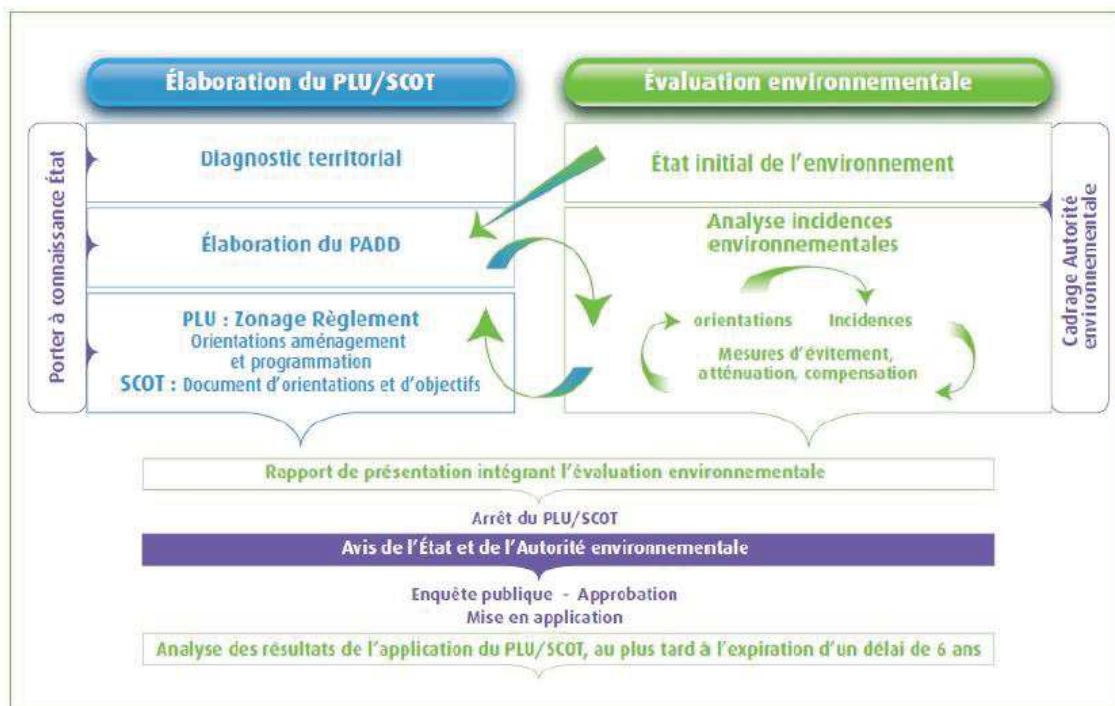 Élaboration du PLU/SCOT
Évaluation environnementale
Porter à connaissance État
Diagnostic territorial
État initial de l'environnement
Élaboration du PADD
Analyse incidences
environnementales
PLU : Zonage Règlement
Orientations aménagement
et programmation
SCOT : Document d'orientations et d'objectifs
orientations
Incidences
Mesures d'évitement,
atténuation, compensation
Cadrage Autorité
environnementale
Rapport de présentation intégrant l'évaluation environnementale
Arrêt du PLU/SCOT
Avis de l'État et de l'Autorité environnementale
Enquête publique - Approbation
Mise en application
Analyse des résultats de l'application du PLU/SCOT, au plus tard à l'expiration d'un délai de 6 ans